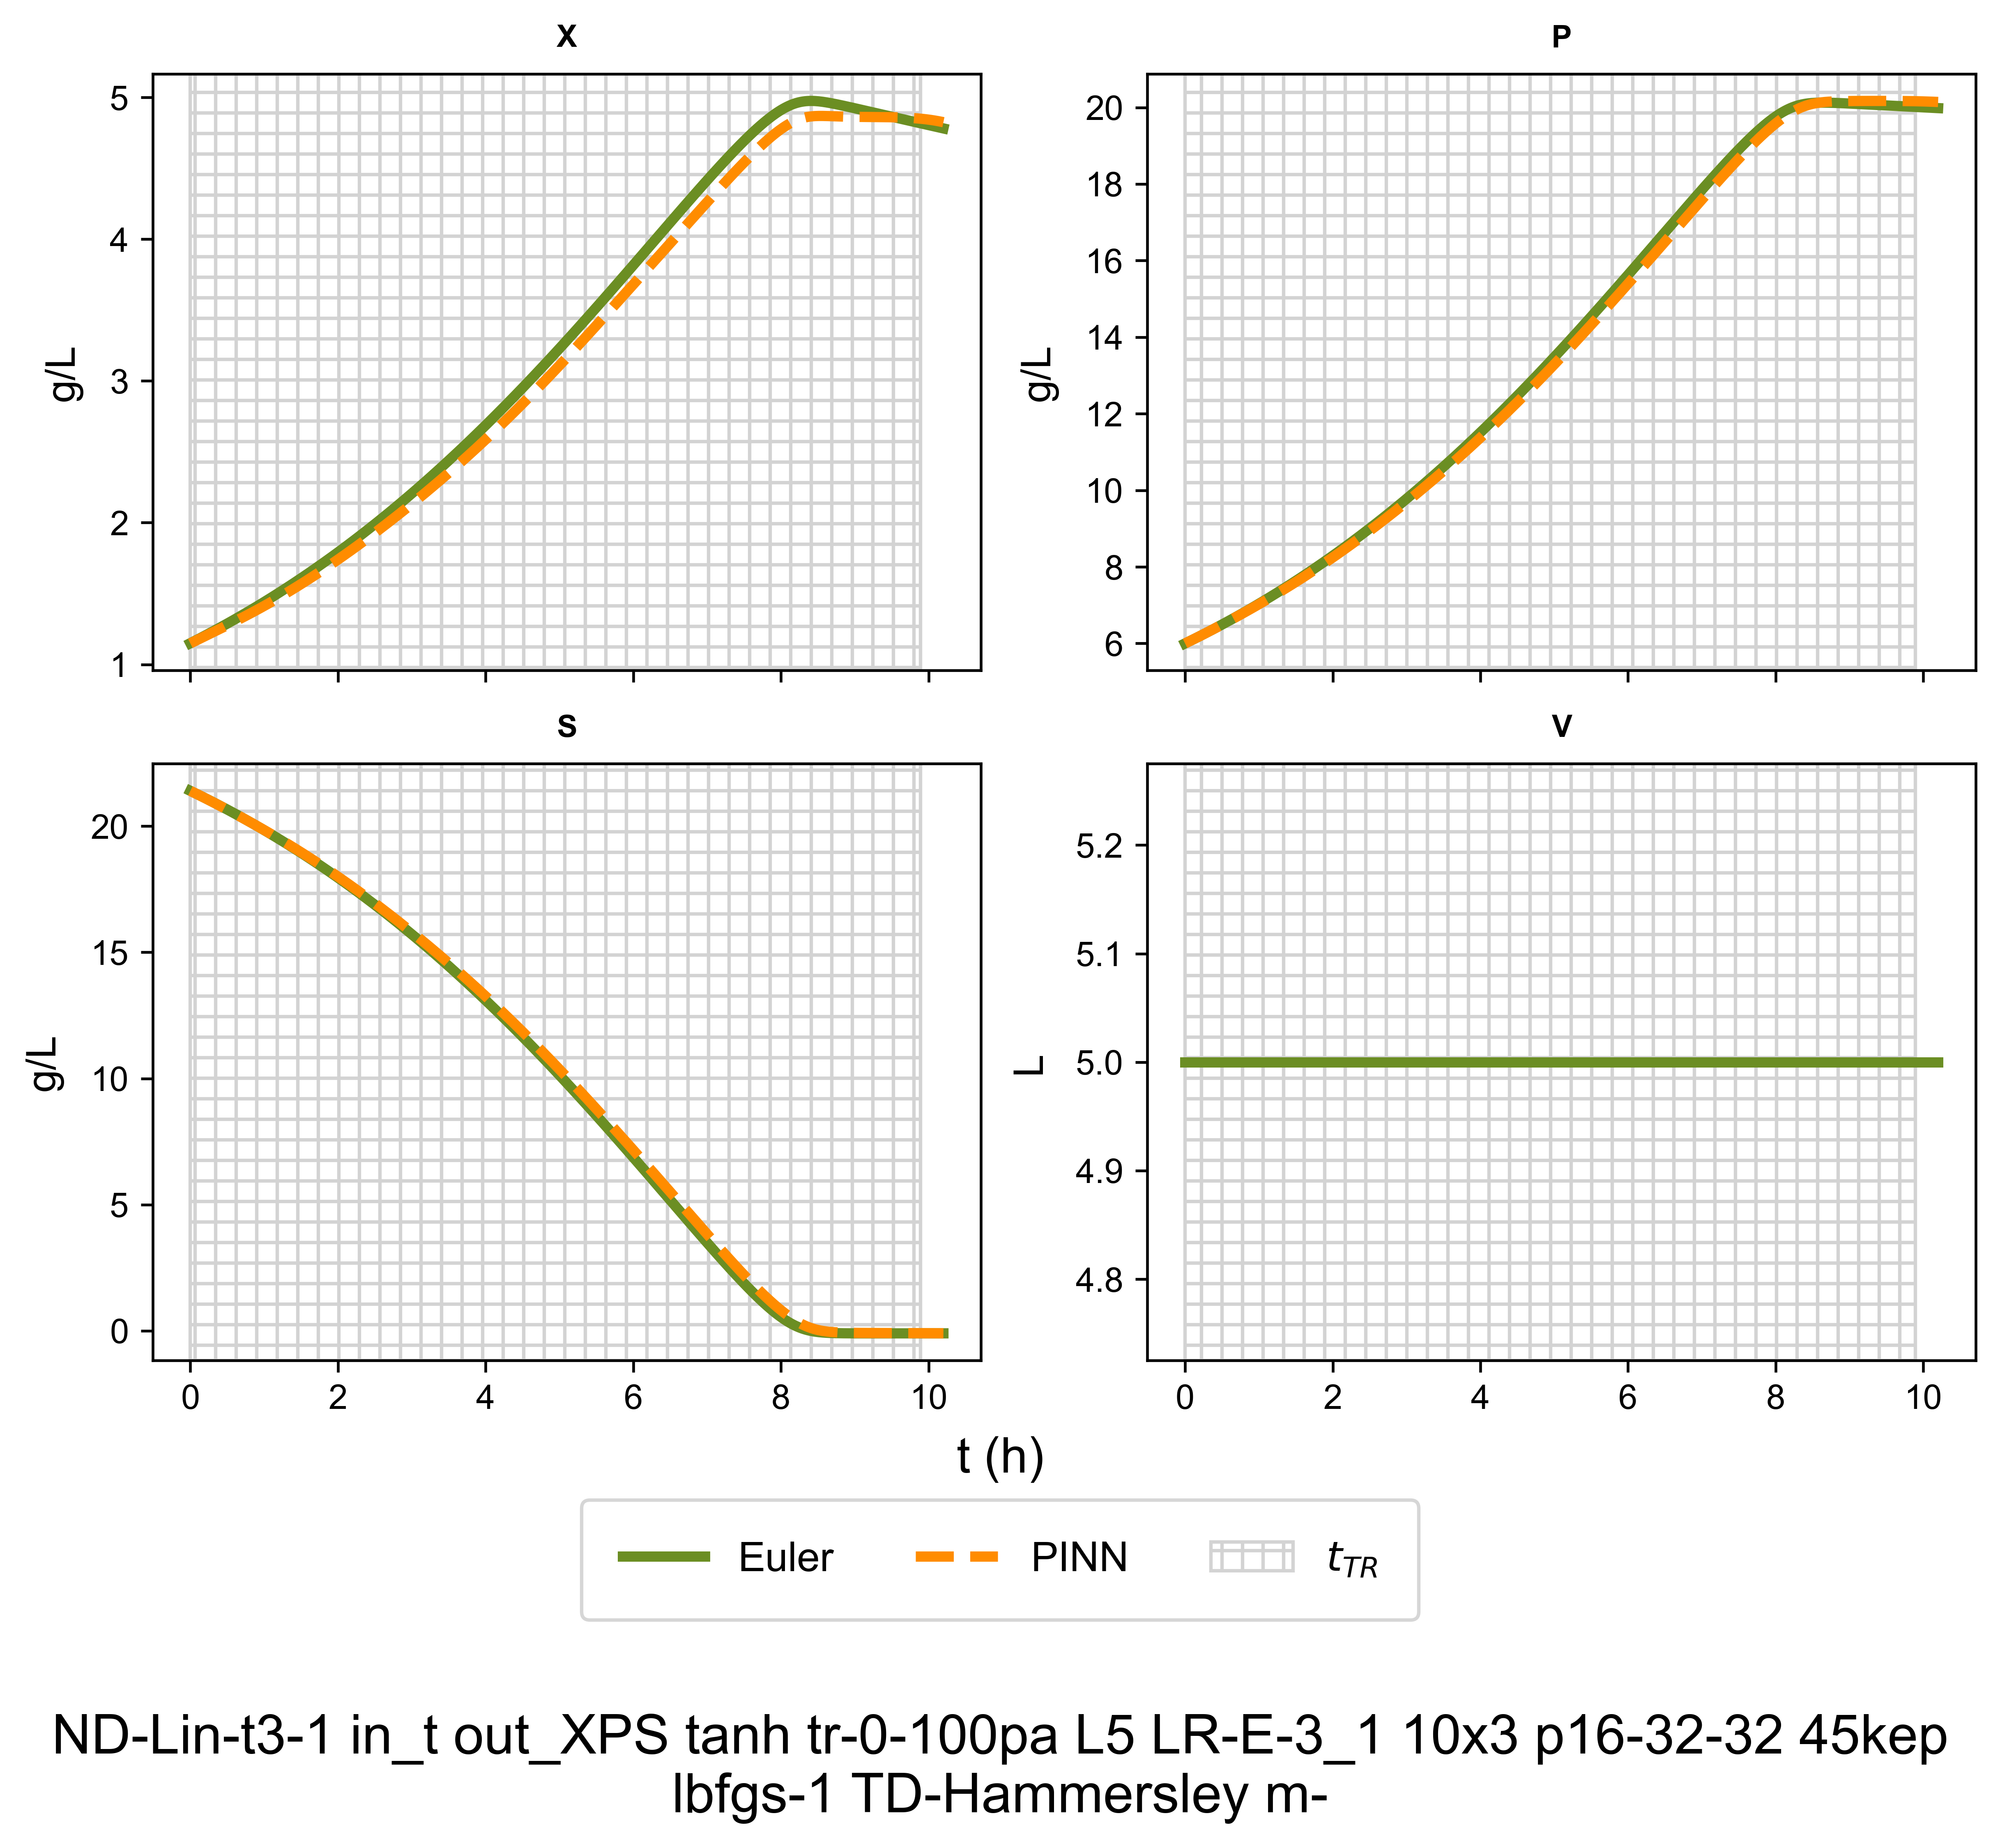 X
P
5
4
3
2
1
g/L
20
18
16
14
12
10
8
6
g/L
S
V
20
15
10
5
0
g/L
0 2 4 6 8 10
5.2
5.1
5.0
4.9
4.8
L
0 2 4 6 8 10
t (h)
Euler PINN t_TR
ND-Lin-t3-1 in_t out_XPS tanh tr-0-100pa L5 LR-E-3_1 10x3 p16-32-32 45kep
lbfgs-1 TD-Hammersley m-